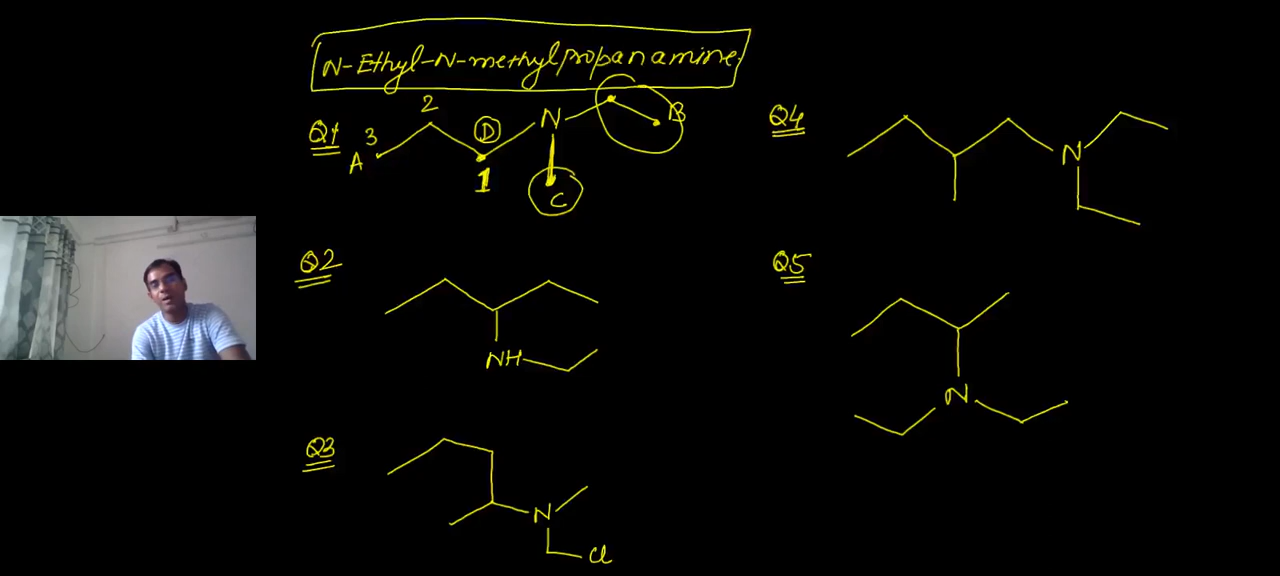 N-Ethyl-N-methylpropanamine
Q1
3
2
D
N
B
A
1
C
Q4
N
Q2
NH
Q5
N
Q3
N
Cl